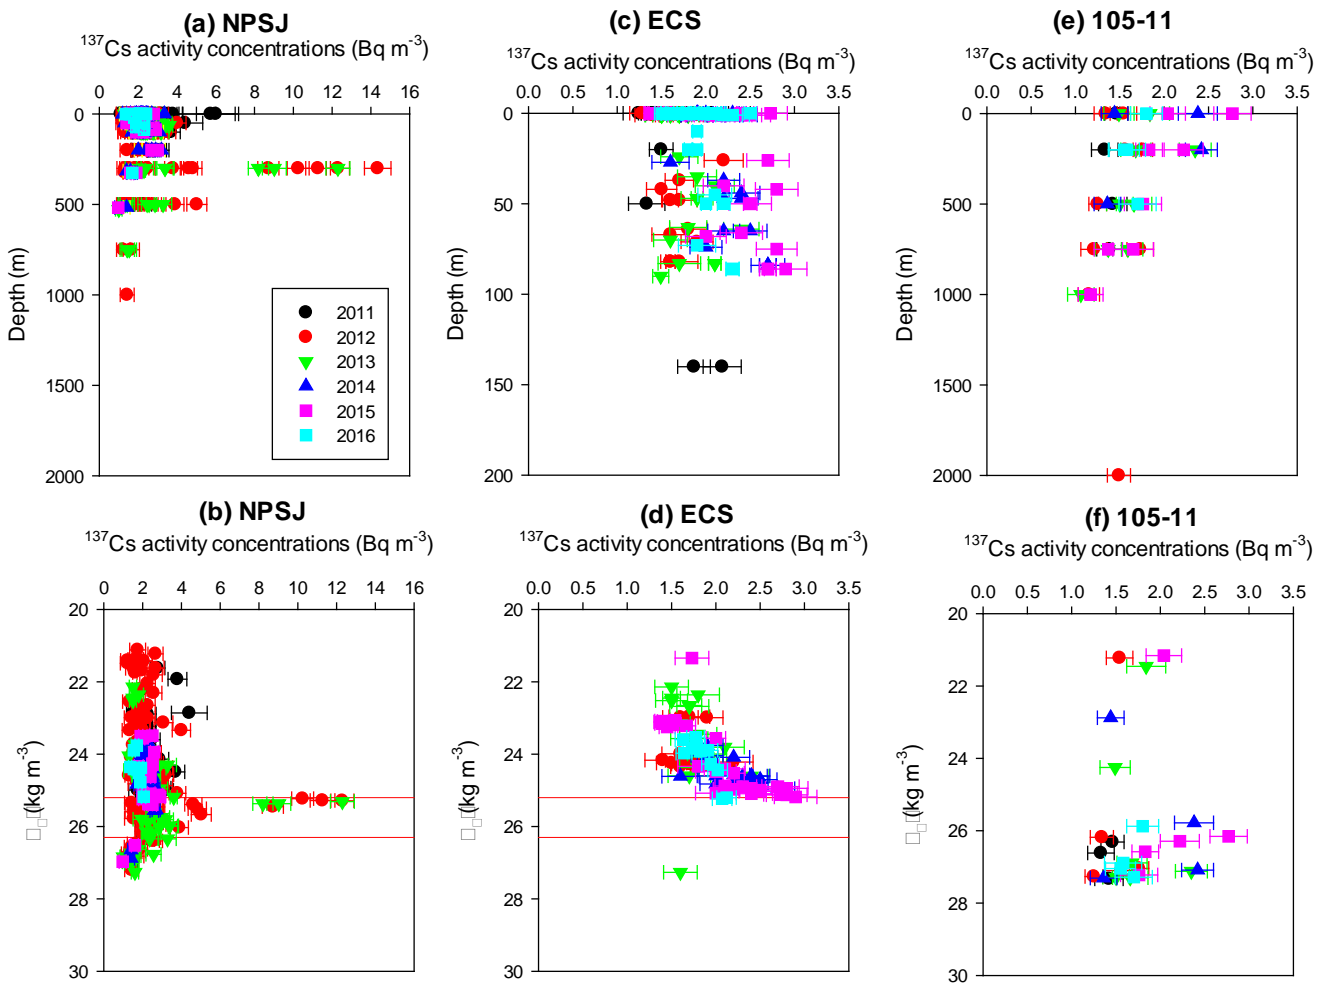 (a) NPSJ
¹³⁷Cs activity concentrations (Bq m⁻³)
0 2 4 6 8 10 12 14 16
0
500
1000
1500
2000
Depth (m)
2011
2012
2013
2014
2015
2016
(c) ECS
¹³⁷Cs activity concentrations (Bq m⁻³)
0.0 0.5 1.0 1.5 2.0 2.5 3.0 3.5
0
50
100
150
200
Depth (m)
(e) 105-11
¹³⁷Cs activity concentrations (Bq m⁻³)
0.0 0.5 1.0 1.5 2.0 2.5 3.0 3.5
0
500
1000
1500
2000
Depth (m)
(b) NPSJ
¹³⁷Cs activity concentrations (Bq m⁻³)
0 2 4 6 8 10 12 14 16
20
22
24
26
28
30
□□(kg m⁻³)
(d) ECS
¹³⁷Cs activity concentrations (Bq m⁻³)
0.0 0.5 1.0 1.5 2.0 2.5 3.0 3.5
20
22
24
26
28
30
□□(kg m⁻³)
(f) 105-11
¹³⁷Cs activity concentrations (Bq m⁻³)
0.0 0.5 1.0 1.5 2.0 2.5 3.0 3.5
20
22
24
26
28
30
□□(kg m⁻³)